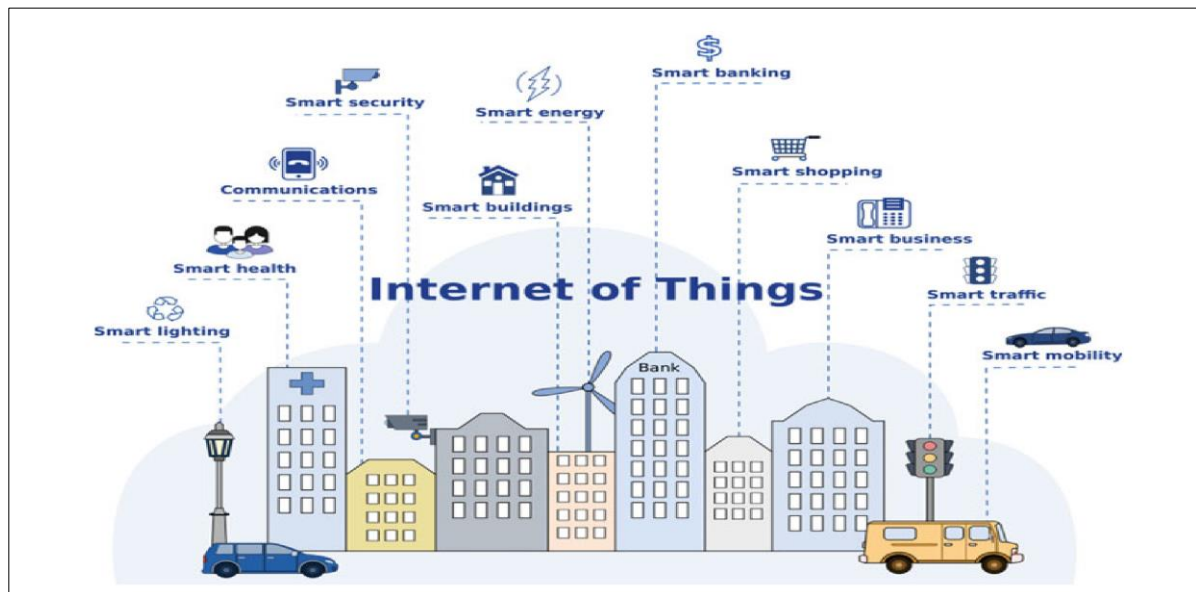 Smart banking
Smart security
Smart energy
Smart shopping
Communications
Smart buildings
Smart business
Smart health
Internet of Things
Smart traffic
Smart lighting
Smart mobility
Bank